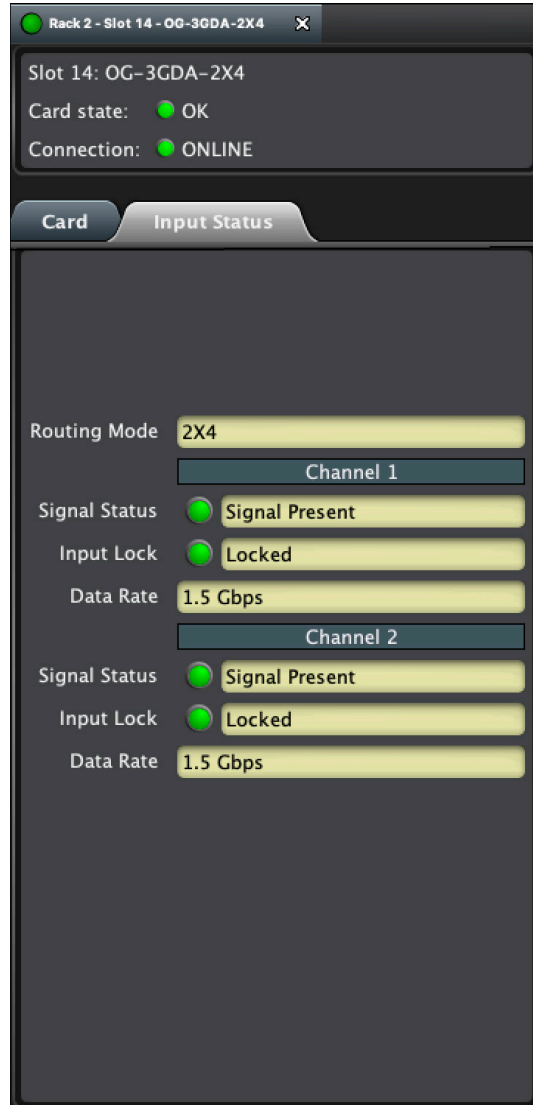 Rack 2 - Slot 14 - OG-3GDA-2X4
Slot 14: OG-3GDA-2X4
Card state: OK
Connection: ONLINE
Card Input Status
Routing Mode 2X4
Channel 1
Signal Status Signal Present
Input Lock Locked
Data Rate 1.5 Gbps
Channel 2
Signal Status Signal Present
Input Lock Locked
Data Rate 1.5 Gbps